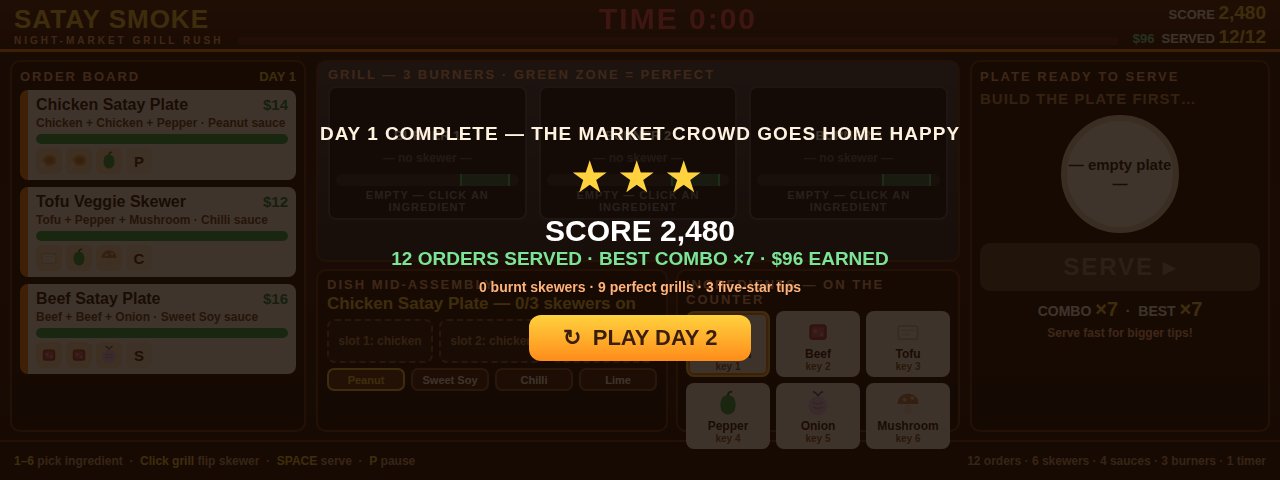 SATAY SMOKE
NIGHT-MARKET GRILL RUSH
TIME 0:00
SCORE 2,480
$96 SERVED 12/12
ORDER BOARD DAY 1
Chicken Satay Plate $14
Chicken + Chicken + Pepper · Peanut sauce
P
Tofu Veggie Skewer $12
Tofu + Pepper + Mushroom · Chilli sauce
C
Beef Satay Plate $16
Beef + Beef + Onion · Sweet Soy sauce
S
GRILL — 3 BURNERS · GREEN ZONE = PERFECT
— no skewer —
— no skewer —
— no skewer —
EMPTY — CLICK AN INGREDIENT
EMPTY — CLICK AN INGREDIENT
EMPTY — CLICK AN INGREDIENT
DAY 1 COMPLETE — THE MARKET CROWD GOES HOME HAPPY
★ ★ ★
SCORE 2,480
12 ORDERS SERVED · BEST COMBO ×7 · $96 EARNED
0 burnt skewers · 9 perfect grills · 3 five-star tips
↻ PLAY DAY 2
DISH MID-ASSEMBLY
Chicken Satay Plate — 0/3 skewers on
slot 1: chicken
slot 2: chicken
Peanut
Sweet Soy
Chilli
Lime
— ON THE COUNTER
key 1
Beef
key 2
Tofu
key 3
Pepper
key 4
Onion
key 5
Mushroom
key 6
PLATE READY TO SERVE
BUILD THE PLATE FIRST…
— empty plate —
SERVE ▸
COMBO ×7 · BEST ×7
Serve fast for bigger tips!
1–6 pick ingredient · Click grill flip skewer · SPACE serve · P pause
12 orders · 6 skewers · 4 sauces · 3 burners · 1 timer